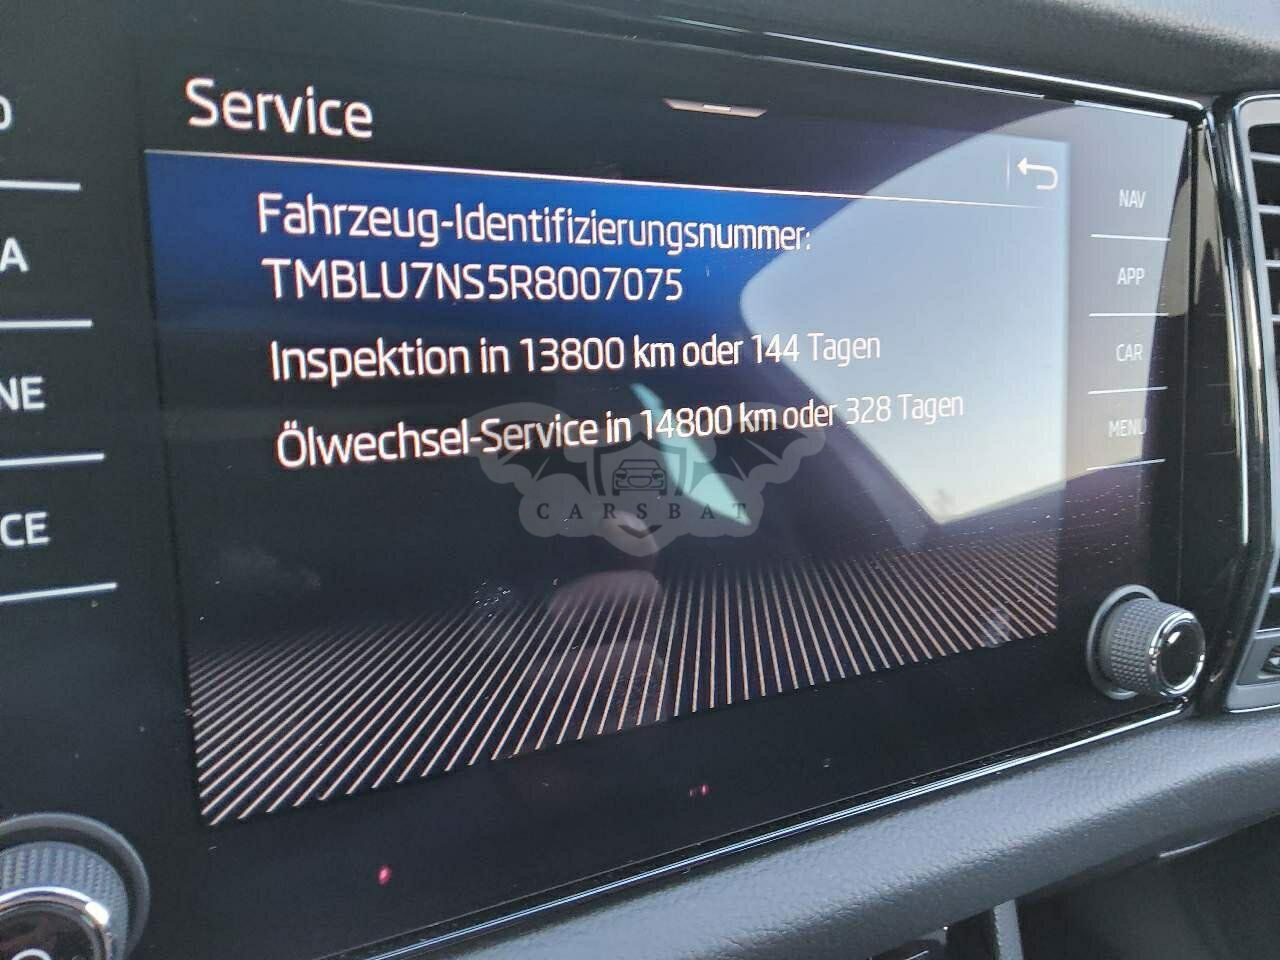 Service
Fahrzeug-Identifizierungsnummer:
TMBLU7NS5R8007075
Inspektion in 13800 km oder 144 Tagen
Ölwechsel-Service in 14800 km oder 328 Tagen
CARSBAT
NAV
APP
CAR
MENU